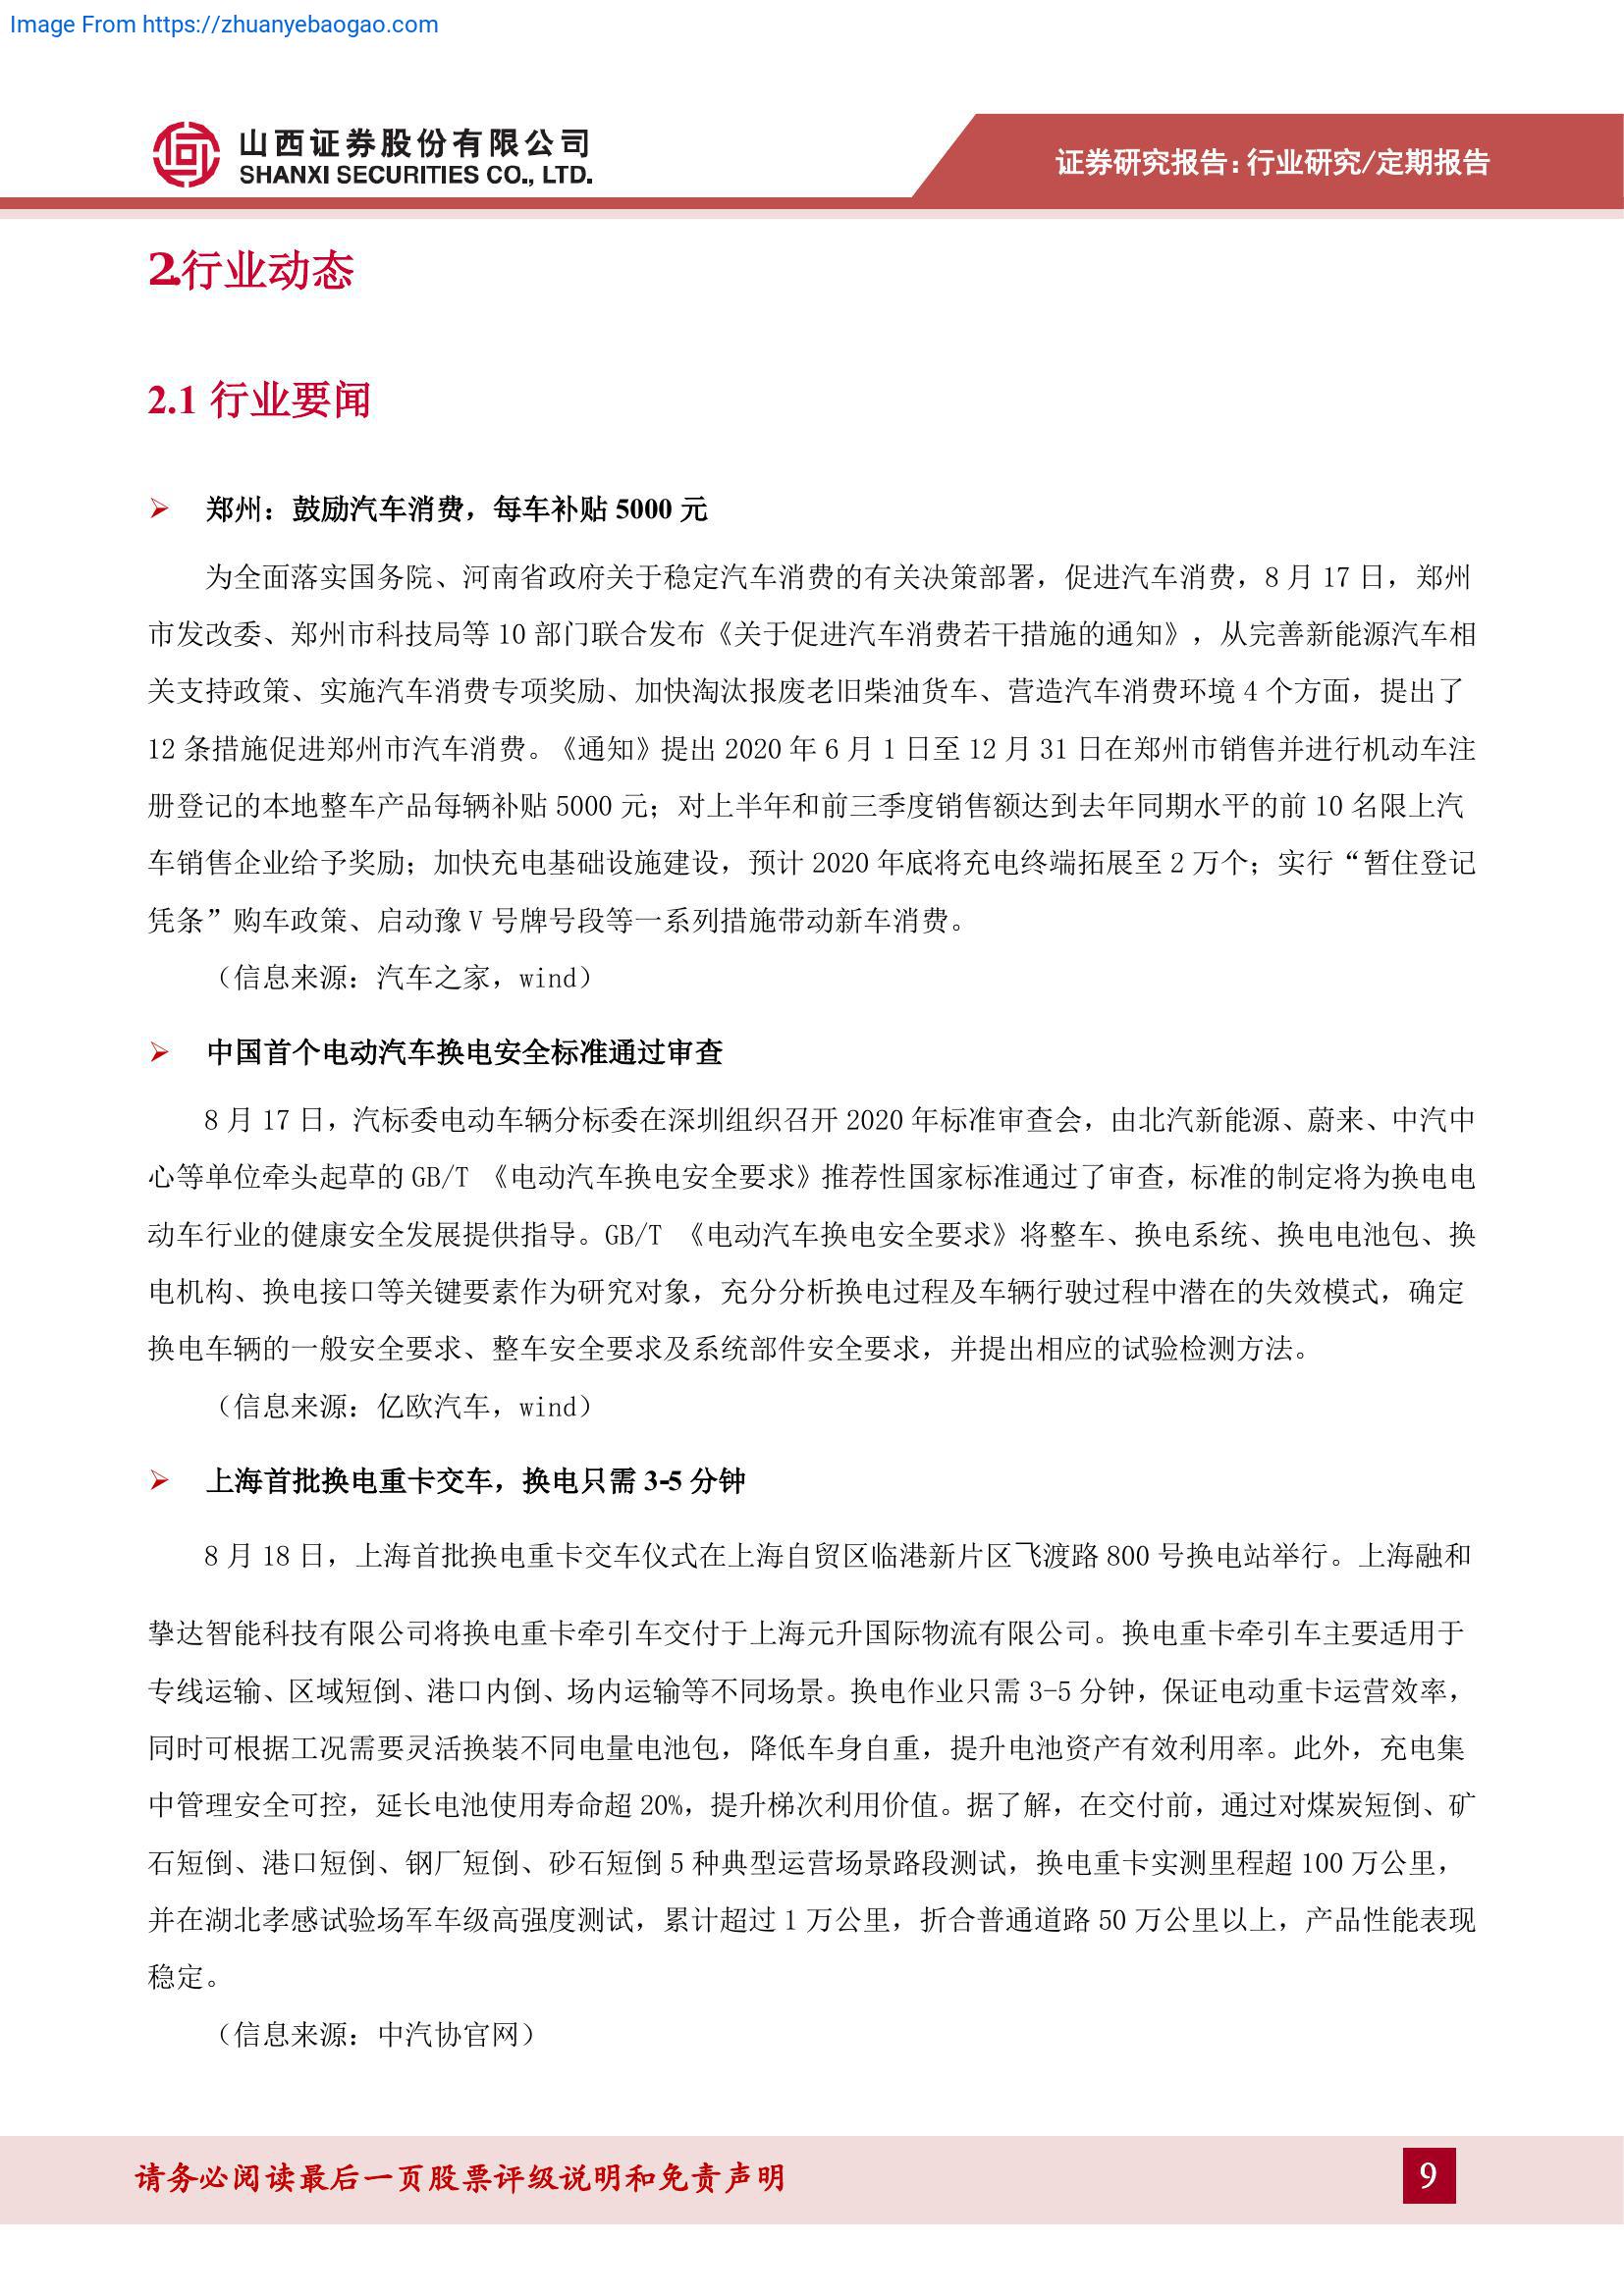 Image From https://zhuanyebaogao.com
山西证券股份有限公司
SHANXI SECURITIES CO., LTD.
证券研究报告：行业研究/定期报告
2.行业动态
2.1 行业要闻
郑州：鼓励汽车消费，每车补贴 5000 元
为全面落实国务院、河南省政府关于稳定汽车消费的有关决策部署，促进汽车消费，8 月 17 日，郑州
市发改委、郑州市科技局等 10 部门联合发布《关于促进汽车消费若干措施的通知》，从完善新能源汽车相
关支持政策、实施汽车消费专项奖励、加快淘汰报废老旧柴油货车、营造汽车消费环境 4 个方面，提出了
12 条措施促进郑州市汽车消费。《通知》提出 2020 年 6 月 1 日至 12 月 31 日在郑州市销售并进行机动车注
册登记的本地整车产品每辆补贴 5000 元；对上半年和前三季度销售额达到去年同期水平的前 10 名限上汽
车销售企业给予奖励；加快充电基础设施建设，预计 2020 年底将充电终端拓展至 2 万个；实行“暂住登记
凭条”购车政策、启动豫 V 号牌号段等一系列措施带动新车消费。
（信息来源：汽车之家，wind）
中国首个电动汽车换电安全标准通过审查
8 月 17 日，汽标委电动车辆分标委在深圳组织召开 2020 年标准审查会，由北汽新能源、蔚来、中汽中
心等单位牵头起草的 GB/T 《电动汽车换电安全要求》推荐性国家标准通过了审查，标准的制定将为换电电
动车行业的健康安全发展提供指导。GB/T 《电动汽车换电安全要求》将整车、换电系统、换电电池包、换
电机构、换电接口等关键要素作为研究对象，充分分析换电过程及车辆行驶过程中潜在的失效模式，确定
换电车辆的一般安全要求、整车安全要求及系统部件安全要求，并提出相应的试验检测方法。
（信息来源：亿欧汽车，wind）
上海首批换电重卡交车，换电只需 3-5 分钟
8 月 18 日，上海首批换电重卡交车仪式在上海自贸区临港新片区飞渡路 800 号换电站举行。上海融和
挚达智能科技有限公司将换电重卡牵引车交付于上海元升国际物流有限公司。换电重卡牵引车主要适用于
专线运输、区域短倒、港口内倒、场内运输等不同场景。换电作业只需 3-5 分钟，保证电动重卡运营效率，
同时可根据工况需要灵活换装不同电量电池包，降低车身自重，提升电池资产有效利用率。此外，充电集
中管理安全可控，延长电池使用寿命超 20%，提升梯次利用价值。据了解，在交付前，通过对煤炭短倒、矿
石短倒、港口短倒、钢厂短倒、砂石短倒 5 种典型运营场景路段测试，换电重卡实测里程超 100 万公里，
并在湖北孝感试验场军车级高强度测试，累计超过 1 万公里，折合普通道路 50 万公里以上，产品性能表现
稳定。
（信息来源：中汽协官网）
请务必阅读最后一页股票评级说明和免责声明
9